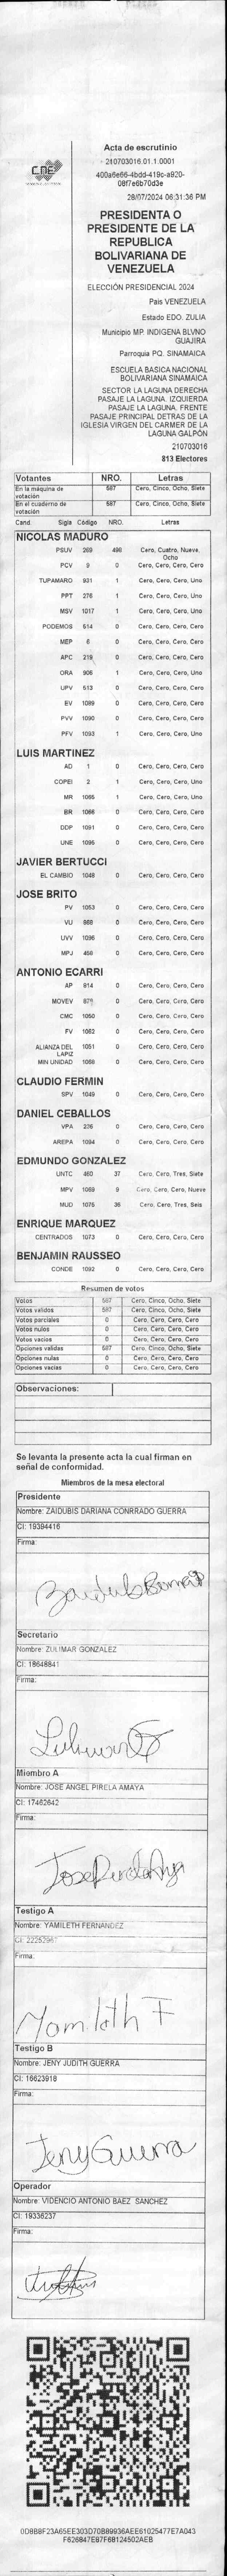 CNE
Acta de escrutinio
210703016.01.1.0001
400a6e66-4bdd-419c-a920-
08f7e6b70d3e
28/07/2024 06:31:36 PM
PRESIDENTA O
PRESIDENTE DE LA
REPUBLICA
BOLIVARIANA DE
VENEZUELA
ELECCIÓN PRESIDENCIAL 2024
Pais VENEZUELA
Estado EDO. ZULIA
Municipio MP. INDIGENA BLVNO
GUAJIRA
Parroquia PQ. SINAMAICA
ESCUELA BASICA NACIONAL
BOLIVARIANA SINAMAICA
SECTOR LA LAGUNA DERECHA
PASAJE LA LAGUNA. IZQUIERDA
PASAJE LA LAGUNA. FRENTE
PASAJE PRINCIPAL DETRAS DE LA
IGLESIA VIRGEN DEL CARMER DE LA
LAGUNA GALPÓN
210703016
813 Electores
Votantes NRO. Letras
En la máquina de votación 587 Cero, Cinco, Ocho, Siete
En el cuaderno de votación 587 Cero, Cinco, Ocho, Siete
Cand. Sigla Código NRO. Letras
NICOLAS MADURO
PSUV 269 498 Cero, Cuatro, Nueve, Ocho
PCV 9 0 Cero, Cero, Cero, Cero
TUPAMARO 931 1 Cero, Cero, Cero, Uno
PPT 276 1 Cero, Cero, Cero, Uno
MSV 1017 1 Cero, Cero, Cero, Uno
PODEMOS 514 0 Cero, Cero, Cero, Cero
MEP 6 0 Cero, Cero, Cero, Cero
APC 219 0 Cero, Cero, Cero, Cero
ORA 906 1 Cero, Cero, Cero, Uno
UPV 513 0 Cero, Cero, Cero, Cero
EV 1089 0 Cero, Cero, Cero, Cero
PVV 1090 0 Cero, Cero, Cero, Cero
PFV 1093 1 Cero, Cero, Cero, Uno
LUIS MARTINEZ
AD 1 0 Cero, Cero, Cero, Cero
COPEI 2 1 Cero, Cero, Cero, Uno
MR 1065 1 Cero, Cero, Cero, Uno
BR 1066 0 Cero, Cero, Cero, Cero
DDP 1091 0 Cero, Cero, Cero, Cero
UNE 1095 0 Cero, Cero, Cero, Cero
JAVIER BERTUCCI
EL CAMBIO 1048 0 Cero, Cero, Cero, Cero
JOSE BRITO
PV 1053 0 Cero, Cero, Cero, Cero
VU 868 0 Cero, Cero, Cero, Cero
UVV 1096 0 Cero, Cero, Cero, Cero
MPJ 458 0 Cero, Cero, Cero, Cero
ANTONIO ECARRI
AP 814 0 Cero, Cero, Cero, Cero
MOVEV 0 Cero, Cero, Cero, Cero
CMC 1050 0 Cero, Cero, Cero, Cero
FV 1062 0 Cero, Cero, Cero, Cero
ALIANZA DEL LAPIZ 1051 0 Cero, Cero, Cero, Cero
MIN UNIDAD 1068 0 Cero, Cero, Cero, Cero
CLAUDIO FERMIN
SPV 1049 0 Cero, Cero, Cero, Cero
DANIEL CEBALLOS
VPA 236 0 Cero, Cero, Cero, Cero
AREPA 1094 0 Cero, Cero, Cero, Cero
EDMUNDO GONZALEZ
UNTC 460 37 Cero, Cero, Tres, Siete
MPV 1069 9 Cero, Cero, Cero, Nueve
MUD 1075 36 Cero, Cero, Tres, Seis
ENRIQUE MARQUEZ
CENTRADOS 1073 0 Cero, Cero, Cero, Cero
BENJAMIN RAUSSEO
CONDE 1092 0 Cero, Cero, Cero, Cero
Resumen de votos
Votos 587 Cero, Cinco, Ocho, Siete
Votos validos 587 Cero, Cinco, Ocho, Siete
Votos parciales 0 Cero, Cero, Cero, Cero
Votos nulos 0 Cero, Cero, Cero, Cero
Votos vacios 0 Cero, Cero, Cero, Cero
Opciones validas 587 Cero, Cinco, Ocho, Siete
Opciones nulas 0 Cero, Cero, Cero, Cero
Opciones vacias 0 Cero, Cero, Cero, Cero
Observaciones:
Se levanta la presente acta la cual firman en
señal de conformidad.
Miembros de la mesa electoral
Presidente
Nombre: ZAIDUBIS DARIANA CONRRADO GUERRA
CI: 19394416
Firma:
Secretario
Nombre: ZULIMAR GONZALEZ
CI: 18648841
Firma:
Miembro A
Nombre: JOSE ANGEL PIRELA AMAYA
CI: 17462642
Firma:
Testigo A
Nombre: YAMILETH FERNANDEZ
CI:
Firma:
Testigo B
Nombre: JENY JUDITH GUERRA
CI: 16623918
Firma:
Jeny Guerra
Operador
Nombre: VIDENCIO ANTONIO BAEZ SANCHEZ
CI: 19336237
Firma:
0D8B8F23A65EE303D70B89936AEE61025477E7A043
F626847E87F68124502AEB